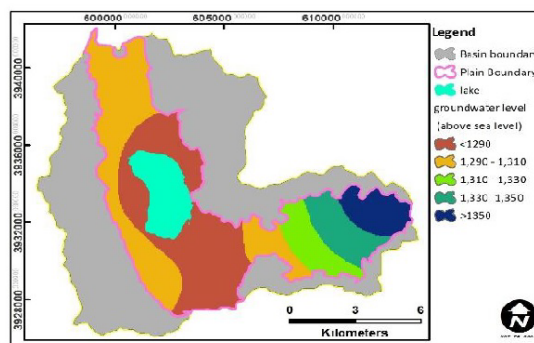 600000 605000 610000
3940000
3936000
3932000
3928000
Legend
Basin boundary
Plain Boundary
lake
groundwater level
(above sea level)
<1290
1,290 - 1,310
1,310 - 1,330
1,330 - 1,350
>1350
0 3 6
Kilometers
N